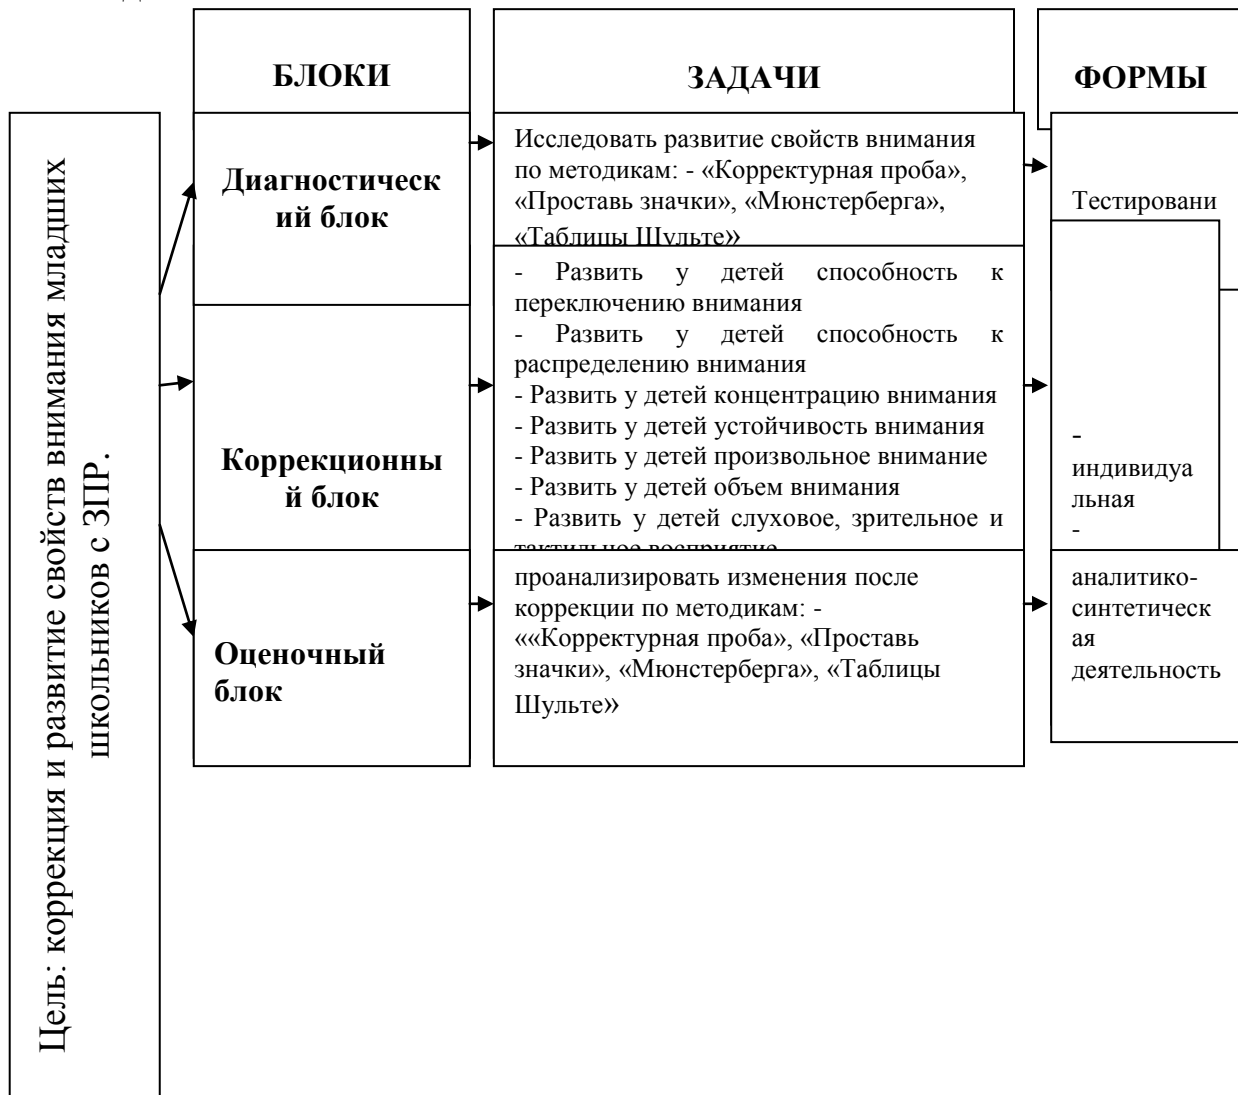 БЛОКИ
ЗАДАЧИ
ФОРМЫ
Цель: коррекция и развитие свойств внимания младших
школьников с ЗПР.
Диагностическ
ий блок
Исследовать развитие свойств внимания
по методикам: - «Корректурная проба»,
«Проставь значки», «Мюнстерберга»,
«Таблицы Шульте»
Тестировани
Коррекционны
й блок
- Развить у детей способность к
переключению внимания
- Развить у детей способность к
распределению внимания
- Развить у детей концентрацию внимания
- Развить у детей устойчивость внимания
- Развить у детей произвольное внимание
- Развить у детей объем внимания
- Развить у детей слуховое, зрительное и
тактильное восприятие
-
индивидуа
льная
-
Оценочный
блок
проанализировать изменения после
коррекции по методикам: -
««Корректурная проба», «Проставь
значки», «Мюнстерберга», «Таблицы
Шульте»
аналитико-
синтетическ
ая
деятельность